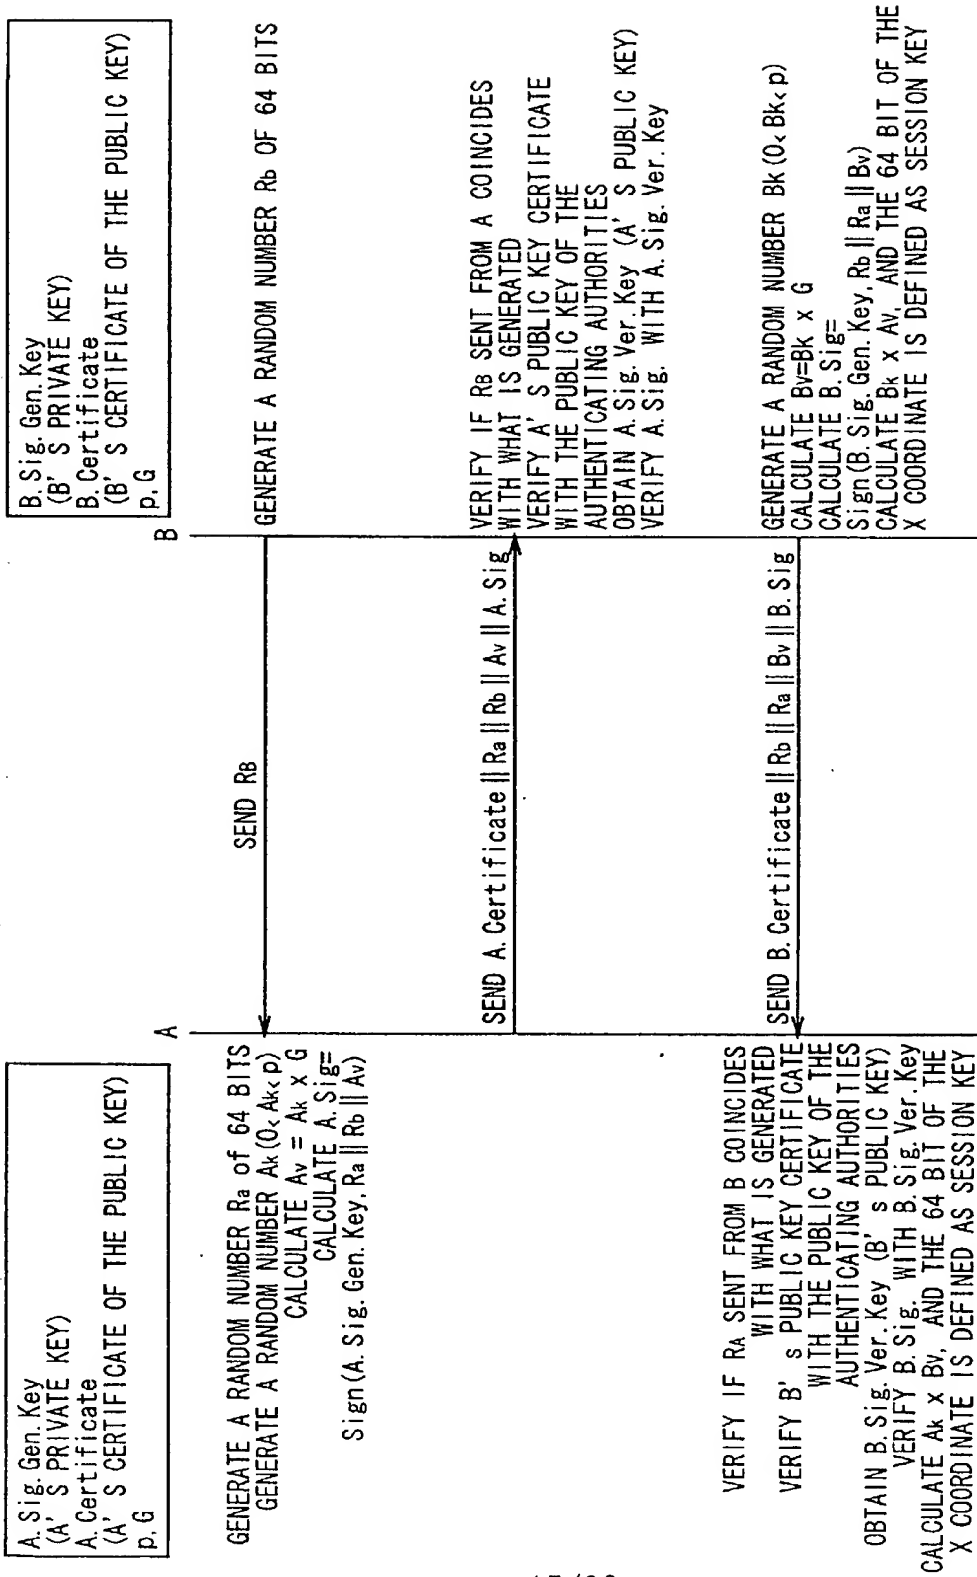 A.Sig.Gen.Key
(A' S PRIVATE KEY)
A.Certificate
(A' S CERTIFICATE OF THE PUBLIC KEY)
p,G
B.Sig.Gen.Key
(B' S PRIVATE KEY)
B.Certificate
(B' S CERTIFICATE OF THE PUBLIC KEY)
p,G
A
B
SEND RB
GENERATE A RANDOM NUMBER Rb OF 64 BITS
GENERATE A RANDOM NUMBER Ra of 64 BITS
GENERATE A RANDOM NUMBER Ak(0<Ak<p)
CALCULATE Av = Ak x G
CALCULATE A.Sig=
Sign(A.Sig.Gen.Key,Ra||Rb||Av)
SEND A.Certificate||Ra||Rb||Av||A.Sig
VERIFY IF RB SENT FROM A COINCIDES
WITH WHAT IS GENERATED
VERIFY A' S PUBLIC KEY CERTIFICATE
WITH THE PUBLIC KEY OF THE
AUTHENTICATING AUTHORITIES
OBTAIN A.Sig.Ver.Key (A' S PUBLIC KEY)
VERIFY A.Sig. WITH A.Sig.Ver.Key
GENERATE A RANDOM NUMBER Bk(0<Bk<p)
CALCULATE Bv=Bk x G
CALCULATE B.Sig=
Sign(B.Sig.Gen.Key,Rb||Ra||Bv)
CALCULATE Bk x Av, AND THE 64 BIT OF THE
X COORDINATE IS DEFINED AS SESSION KEY
SEND B.Certificate||Rb||Ra||Bv||B.Sig
VERIFY IF RA SENT FROM B COINCIDES
WITH WHAT IS GENERATED
VERIFY B' s PUBLIC KEY CERTIFICATE
WITH THE PUBLIC KEY OF THE
AUTHENTICATING AUTHORITIES
OBTAIN B.Sig.Ver.Key (B' s PUBLIC KEY)
VERIFY B.Sig. WITH B.Sig.Ver.Key
CALCULATE Ak x Bv, AND THE 64 BIT OF THE
X COORDINATE IS DEFINED AS SESSION KEY